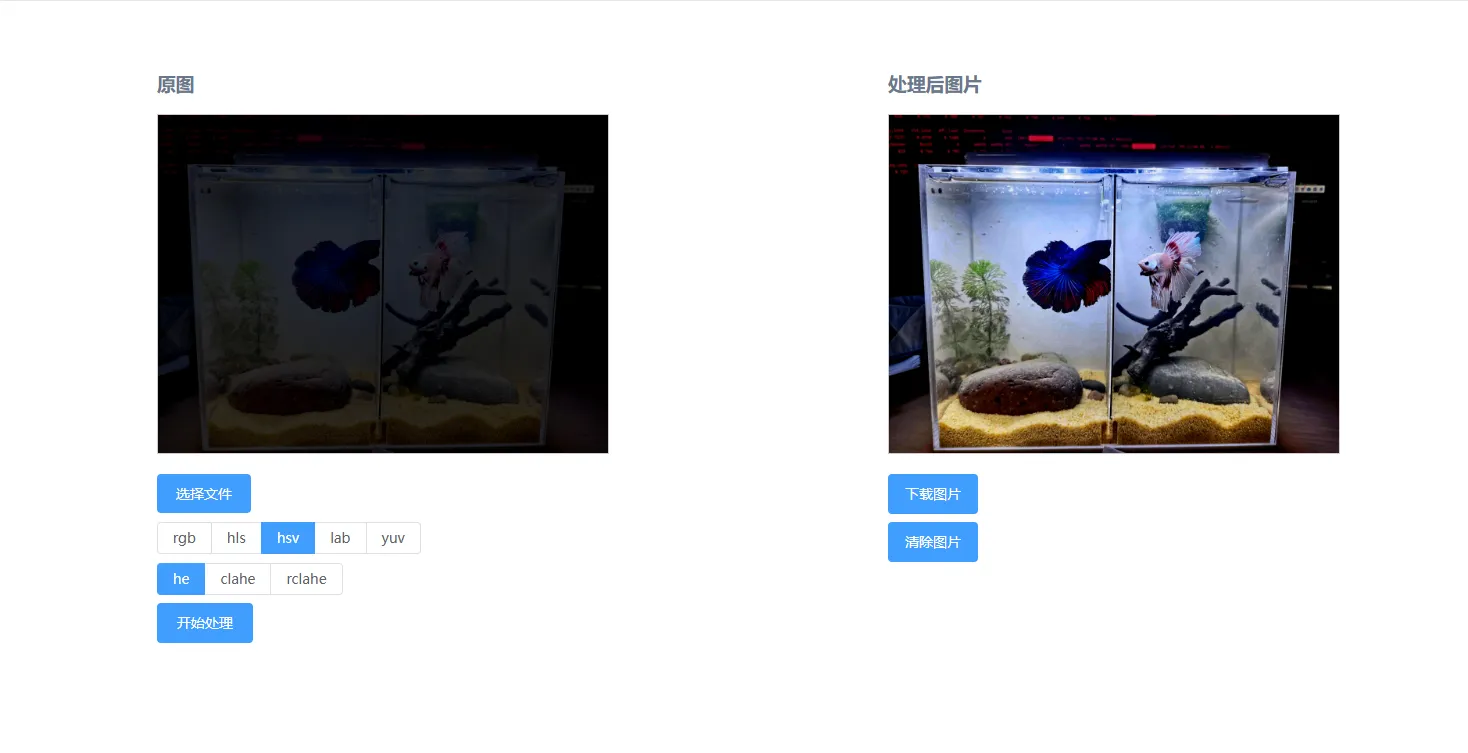 原图
处理后图片
选择文件
rgb hls hsv lab yuv
he clahe rclahe
开始处理
下载图片
清除图片